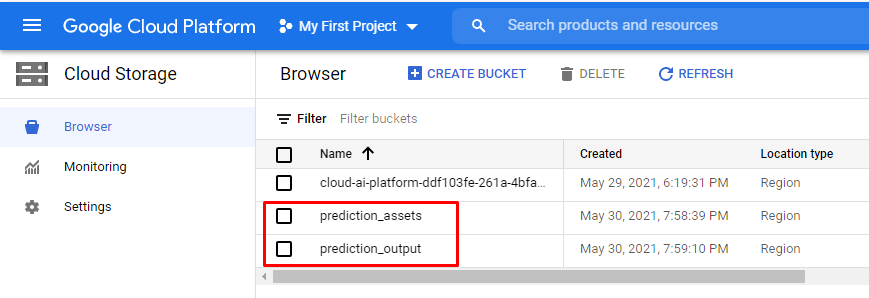 Google Cloud Platform My First Project Search products and resources
Cloud Storage Browser CREATE BUCKET DELETE REFRESH
Browser
Monitoring
Settings
Filter Filter buckets
Name Created Location type
cloud-ai-platform-ddf103fe-261a-4bfa... May 29, 2021, 6:19:31 PM Region
prediction_assets May 30, 2021, 7:58:39 PM Region
prediction_output May 30, 2021, 7:59:10 PM Region